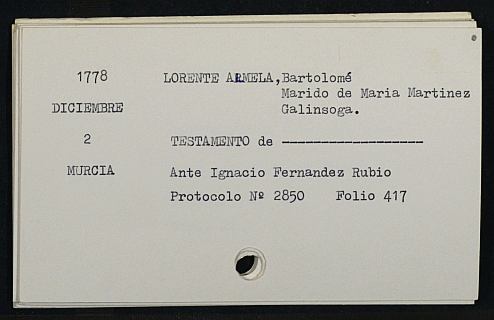 1778 LORENTE ARMELA, Bartolomé
Marido de Maria Martinez
DICIEMBRE Galinsoga.
2 TESTAMENTO de ------------------
MURCIA Ante Ignacio Fernandez Rubio
Protocolo Nº 2850 Folio 417